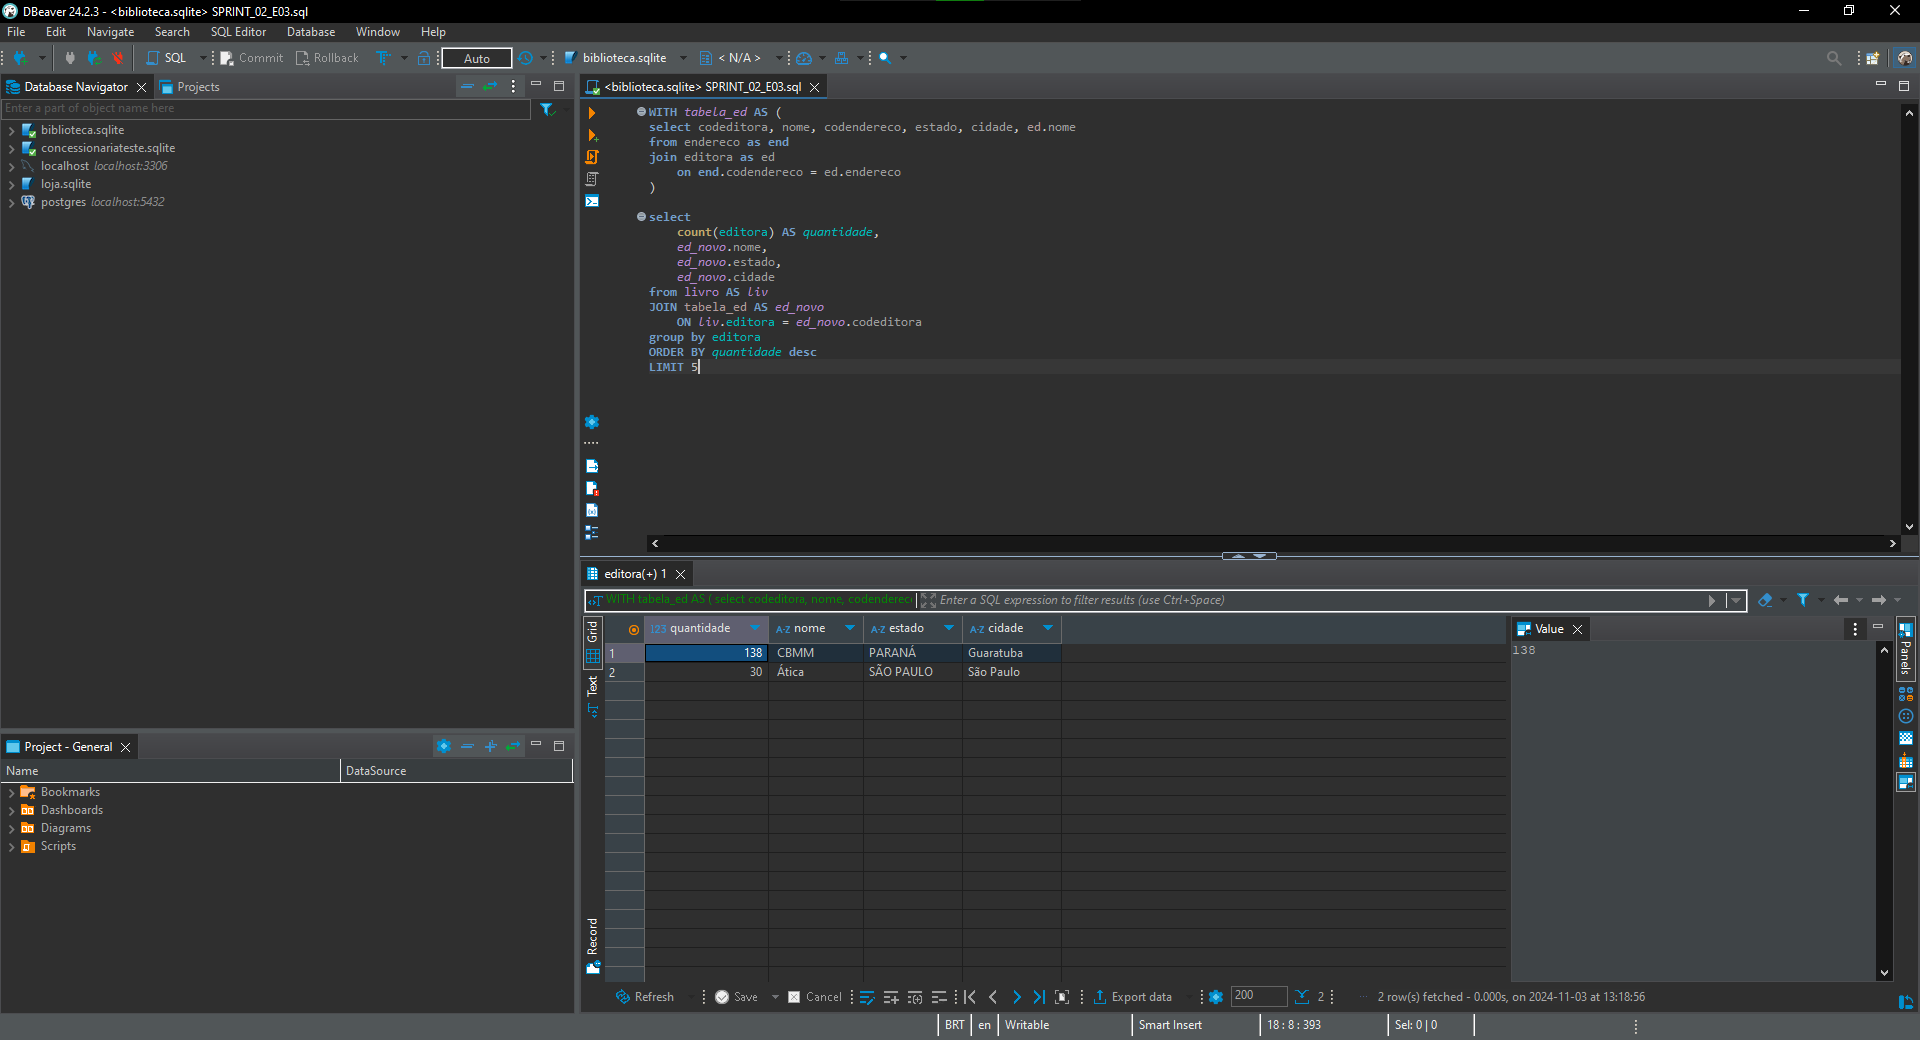 DBeaver 24.2.3 - <biblioteca.sqlite> SPRINT_02_E03.sql
File Edit Navigate Search SQL Editor Database Window Help
SQL Commit Rollback Auto biblioteca.sqlite < N/A >
Database Navigator Projects
Enter a part of object name here
biblioteca.sqlite
concessionariateste.sqlite
localhost localhost:3306
loja.sqlite
postgres localhost:5432
Project - General
Name DataSource
Bookmarks
Dashboards
Diagrams
Scripts
<biblioteca.sqlite> SPRINT_02_E03.sql
WITH tabela_ed AS (
select codeditora, nome, codendereco, estado, cidade, ed.nome
from endereco as end
join editora as ed
on end.codendereco = ed.endereco
)
select
count(editora) AS quantidade,
ed_novo.nome,
ed_novo.estado,
ed_novo.cidade
from livro AS liv
JOIN tabela_ed AS ed_novo
ON liv.editora = ed_novo.codeditora
group by editora
ORDER BY quantidade desc
LIMIT 5
editora(+) 1
WITH tabela_ed AS ( select codeditora, nome, codenderec Enter a SQL expression to filter results (use Ctrl+Space)
Grid
Text
Record
123 quantidade A-Z nome A-Z estado A-Z cidade
1 138 CBMM PARANÁ Guaratuba
2 30 Ática SÃO PAULO São Paulo
Value
138
Panels
Refresh Save Cancel Export data 200 2 2 row(s) fetched - 0.000s, on 2024-11-03 at 13:18:56
BRT en Writable Smart Insert 18 : 8 : 393 Sel: 0 | 0